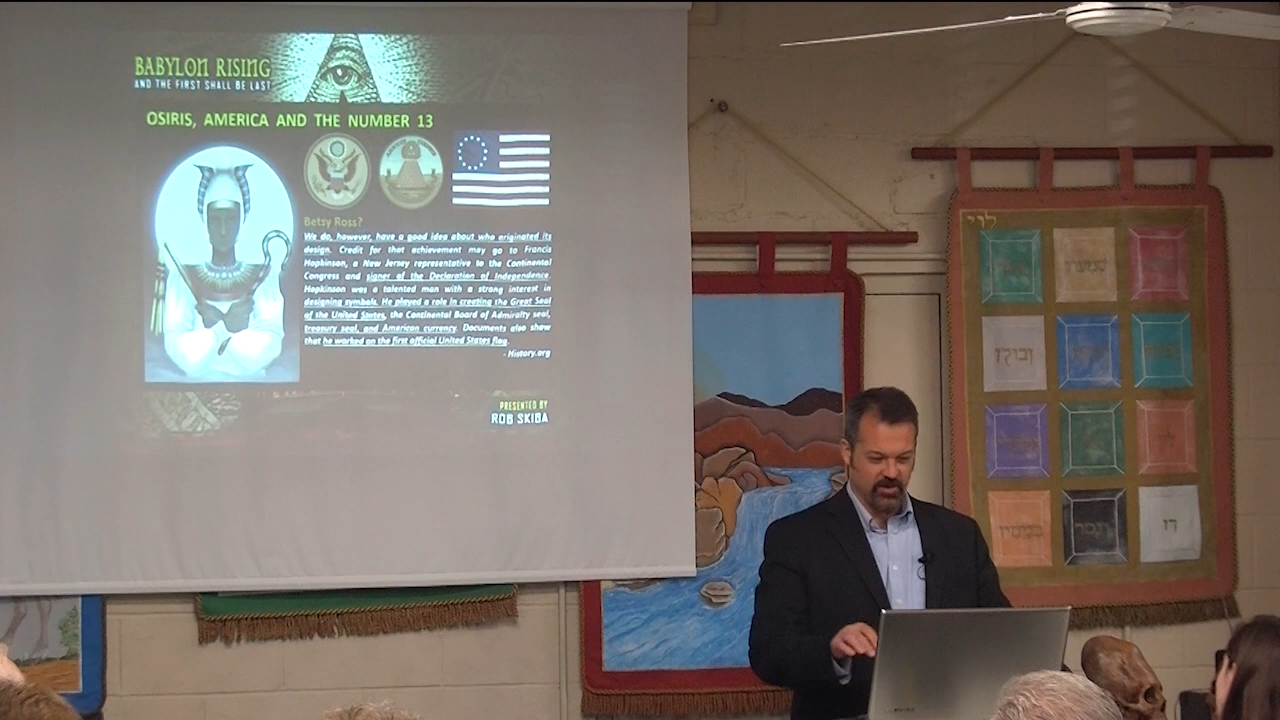 BABYLON RISING
AND THE FIRST SHALL BE LAST
OSIRIS, AMERICA AND THE NUMBER 13
Betsy Ross?
We do, however, have a good idea about who originated its
design. Credit for that achievement may go to Francis
Hopkinson, a New Jersey representative to the Continental
Congress and signer of the Declaration of Independence.
Hopkinson was a talented man with a strong interest in
designing symbols. He played a role in creating the Great Seal
of the United States, the Continental Board of Admiralty seal,
treasury seal, and American currency. Documents also show
that he worked on the first official United States flag.
- History.org
PRESENTED BY
ROB SKIBA
לוי
שמעון
זבולן
דן